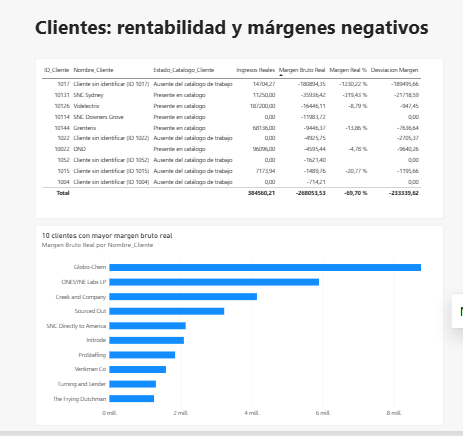 Clientes: rentabilidad y márgenes negativos
ID_Cliente Nombre_Cliente Estado_Catalogo_Cliente Ingresos Reales Margen Bruto Real Margen Real % Desviacion Margen
1017 Cliente sin identificar (ID 1017) Ausente del catálogo de trabajo 14704,27 -180894,35 -1230,22 % -189495,66
10131 SNC Sydney Presente en catálogo 11250,00 -35936,42 -319,43 % -21718,59
10126 Videlectrix Presente en catálogo 187200,00 -16446,11 -8,79 % -947,45
10114 SNC Downers Grove Presente en catálogo 0,00 -11983,72 -0,00
10144 Grenteris Presente en catálogo 68136,00 -9446,37 -13,86 % -7636,64
1022 Cliente sin identificar (ID 1022) Ausente del catálogo de trabajo 0,00 -4925,75 -2705,37
10022 DND Presente en catálogo 96096,00 -4595,44 -4,78 % -9640,26
1052 Cliente sin identificar (ID 1052) Ausente del catálogo de trabajo 0,00 -1621,40 0,00
1015 Cliente sin identificar (ID 1015) Ausente del catálogo de trabajo 7173,94 -1489,76 -20,77 % -1195,66
1004 Cliente sin identificar (ID 1004) Ausente del catálogo de trabajo 0,00 -714,21 0,00
Total 384560,21 -268053,53 -69,70 % -233339,62
10 clientes con mayor margen bruto real
Margen Bruto Real por Nombre_Cliente
Globo-Chem
ONESYNE Labs LP
Creek and Company
Sourced Out
SNC Directly to America
Initrode
ProStaffing
Venkman Co
Turning and Lender
The Frying Dutchman
0 mill. 2 mill. 4 mill. 6 mill. 8 mill.